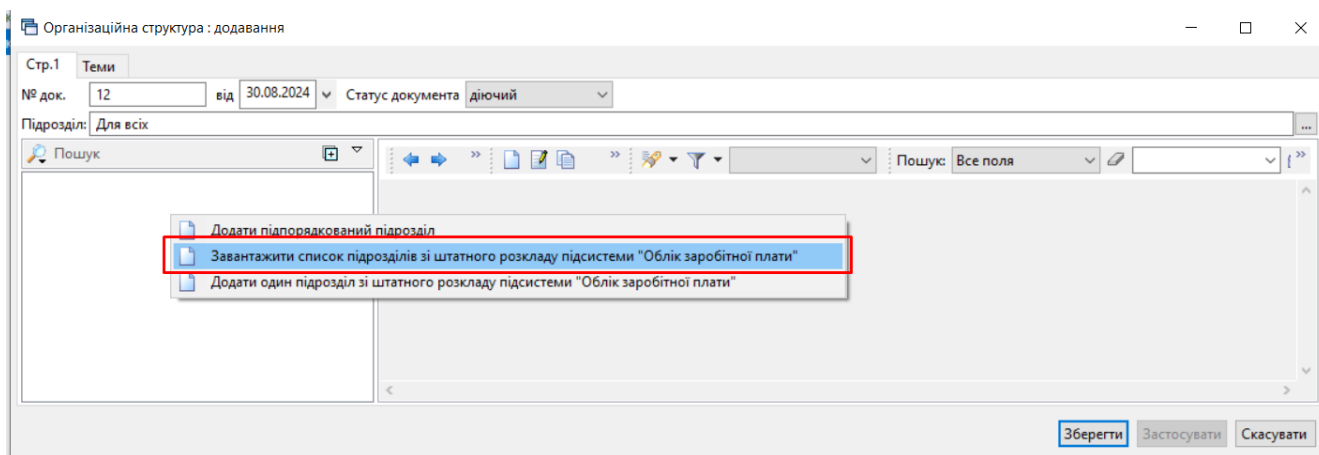 Організаційна структура : додавання
Стр.1 Теми
№ док. 12 від 30.08.2024 Статус документа діючий
Підрозділ: Для всіх ...
Пошук Пошук: Все поля
Додати підпорядкований підрозділ
Завантажити список підрозділів зі штатного розкладу підсистеми "Облік заробітної плати"
Додати один підрозділ зі штатного розкладу підсистеми "Облік заробітної плати"
Зберегти Застосувати Скасувати